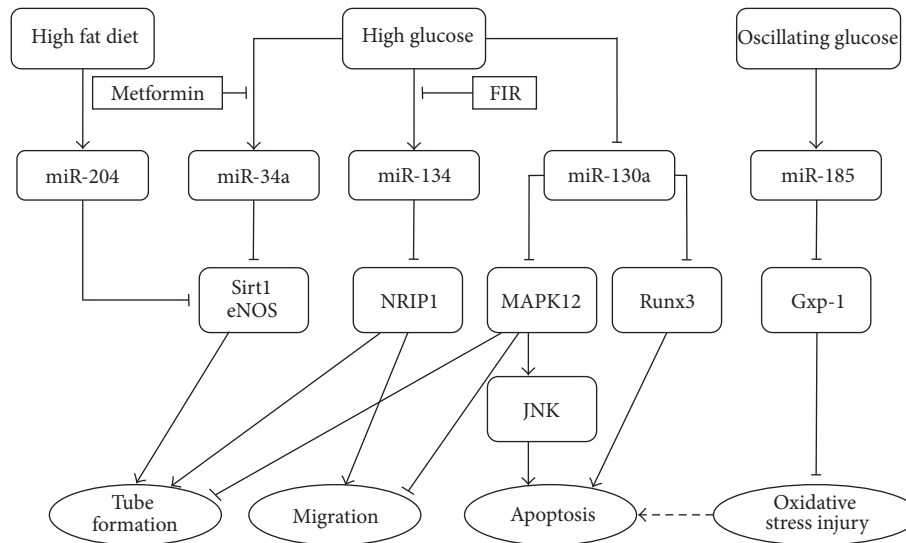 High fat diet
High glucose
Oscillating glucose
Metformin
FIR
miR-204
miR-34a
miR-134
miR-130a
miR-185
Sirt1
eNOS
NRIP1
MAPK12
Runx3
Gxp-1
JNK
Tube
formation
Migration
Apoptosis
Oxidative
stress injury